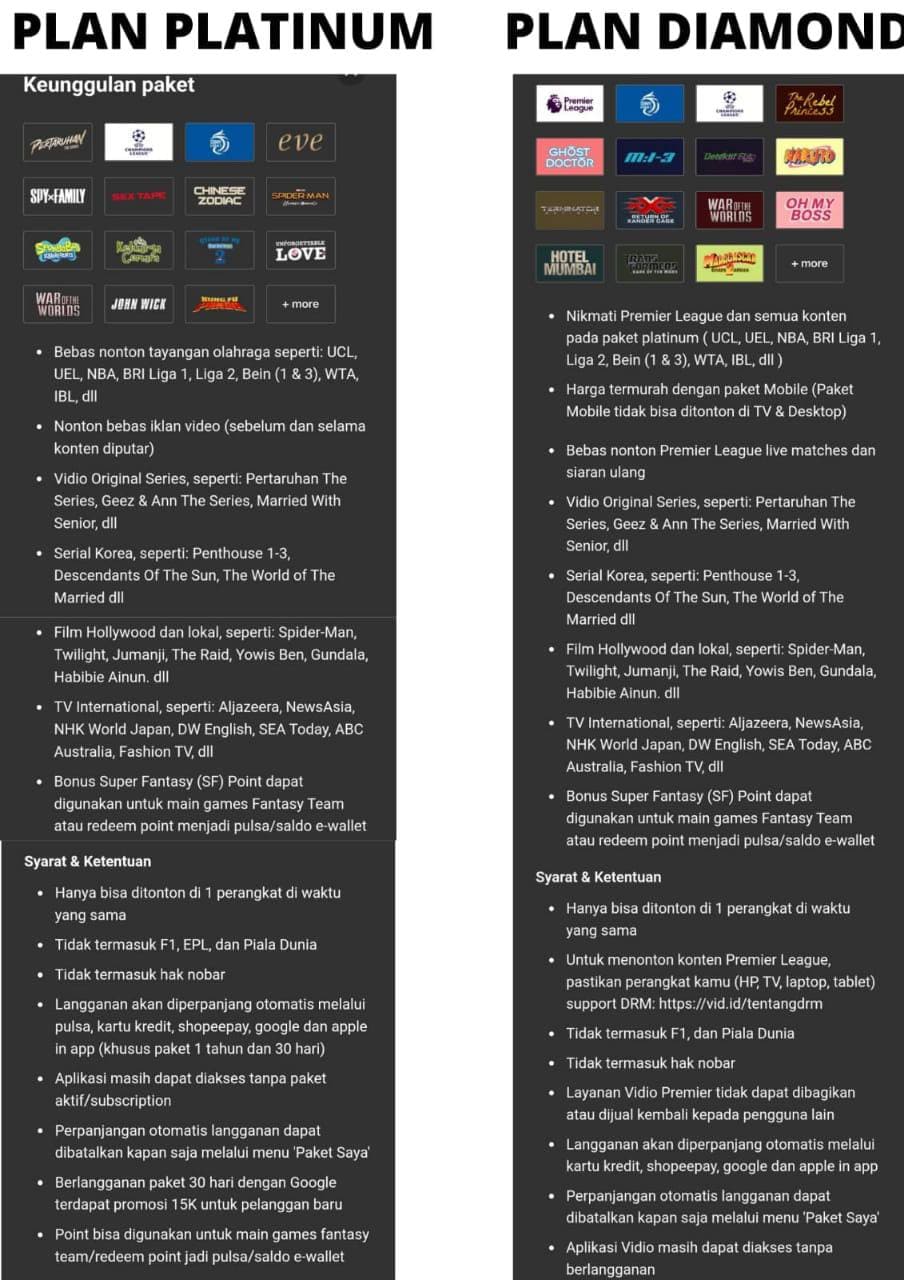 PLAN PLATINUM
Keunggulan paket
PERTARUHAN
CHAMPIONS LEAGUE
eve
SPY×FAMILY
SEX TAPE
CHINESE ZODIAC
SPIDER-MAN
SpongeBob
UNFORGETTABLE LOVE
WAR OF THE WORLDS
JOHN WICK
KUNG FU
+ more
• Bebas nonton tayangan olahraga seperti: UCL,
UEL, NBA, BRI Liga 1, Liga 2, Bein (1 & 3), WTA,
IBL, dll
• Nonton bebas iklan video (sebelum dan selama
konten diputar)
• Vidio Original Series, seperti: Pertaruhan The
Series, Geez & Ann The Series, Married With
Senior, dll
• Serial Korea, seperti: Penthouse 1-3,
Descendants Of The Sun, The World of The
Married dll
• Film Hollywood dan lokal, seperti: Spider-Man,
Twilight, Jumanji, The Raid, Yowis Ben, Gundala,
Habibie Ainun. dll
• TV International, seperti: Aljazeera, NewsAsia,
NHK World Japan, DW English, SEA Today, ABC
Australia, Fashion TV, dll
• Bonus Super Fantasy (SF) Point dapat
digunakan untuk main games Fantasy Team
atau redeem point menjadi pulsa/saldo e-wallet
Syarat & Ketentuan
• Hanya bisa ditonton di 1 perangkat di waktu
yang sama
• Tidak termasuk F1, EPL, dan Piala Dunia
• Tidak termasuk hak nobar
• Langganan akan diperpanjang otomatis melalui
pulsa, kartu kredit, shopeepay, google dan apple
in app (khusus paket 1 tahun dan 30 hari)
• Aplikasi masih dapat diakses tanpa paket
aktif/subscription
• Perpanjangan otomatis langganan dapat
dibatalkan kapan saja melalui menu 'Paket Saya'
• Berlangganan paket 30 hari dengan Google
terdapat promosi 15K untuk pelanggan baru
• Point bisa digunakan untuk main games fantasy
team/redeem point jadi pulsa/saldo e-wallet
PLAN DIAMOND
Premier League
CHAMPIONS LEAGUE
The Rebel Princess
GHOST DOCTOR
M:I-3
NARUTO
TERMINATOR
xXx RETURN OF XANDER CAGE
WAR OF THE WORLDS
OH MY BOSS
HOTEL MUMBAI
TRANSFORMERS DARK OF THE MOON
MADAGASCAR
+ more
• Nikmati Premier League dan semua konten
pada paket platinum ( UCL, UEL, NBA, BRI Liga 1,
Liga 2, Bein (1 & 3), WTA, IBL, dll )
• Harga termurah dengan paket Mobile (Paket
Mobile tidak bisa ditonton di TV & Desktop)
• Bebas nonton Premier League live matches dan
siaran ulang
• Vidio Original Series, seperti: Pertaruhan The
Series, Geez & Ann The Series, Married With
Senior, dll
• Serial Korea, seperti: Penthouse 1-3,
Descendants Of The Sun, The World of The
Married dll
• Film Hollywood dan lokal, seperti: Spider-Man,
Twilight, Jumanji, The Raid, Yowis Ben, Gundala,
Habibie Ainun. dll
• TV International, seperti: Aljazeera, NewsAsia,
NHK World Japan, DW English, SEA Today, ABC
Australia, Fashion TV, dll
• Bonus Super Fantasy (SF) Point dapat
digunakan untuk main games Fantasy Team
atau redeem point menjadi pulsa/saldo e-wallet
Syarat & Ketentuan
• Hanya bisa ditonton di 1 perangkat di waktu
yang sama
• Untuk menonton konten Premier League,
pastikan perangkat kamu (HP, TV, laptop, tablet)
support DRM: https://vid.id/tentangdrm
• Tidak termasuk F1, dan Piala Dunia
• Tidak termasuk hak nobar
• Layanan Vidio Premier tidak dapat dibagikan
atau dijual kembali kepada pengguna lain
• Langganan akan diperpanjang otomatis melalui
kartu kredit, shopeepay, google dan apple in app
• Perpanjangan otomatis langganan dapat
dibatalkan kapan saja melalui menu 'Paket Saya'
• Aplikasi Vidio masih dapat diakses tanpa
berlangganan